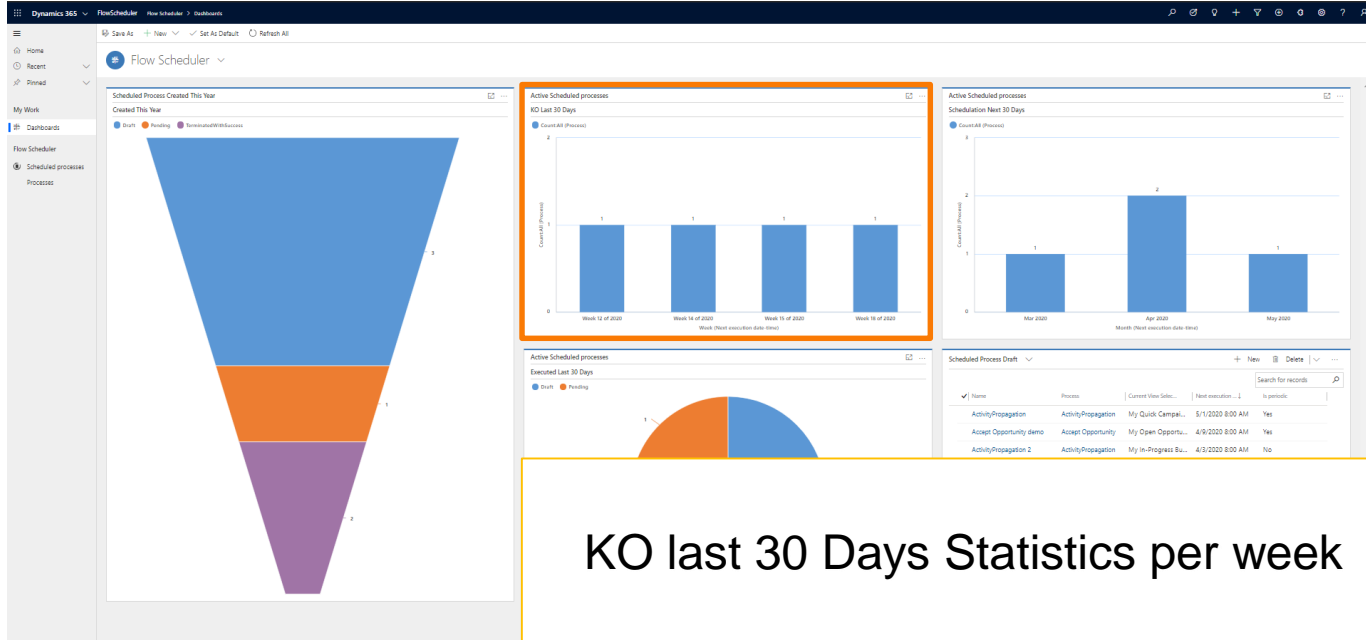 Dynamics 365 FlowScheduler Flow Scheduler > Dashboards
Save As New Set As Default Refresh All
Home
Recent
Pinned
My Work
Dashboards
Flow Scheduler
Scheduled processes
Processes
Flow Scheduler
Scheduled Process Created This Year
Created This Year
Draft Pending TerminatedWithSuccess
3
1
2
Active Scheduled processes
KO Last 30 Days
Count:All (Process)
2
1
0
Count:All (Process)
1 1 1 1
Week 12 of 2020 Week 14 of 2020 Week 15 of 2020 Week 18 of 2020
Week (Next execution date-time)
Active Scheduled processes
Schedulation Next 30 Days
Count:All (Process)
3
2
1
0
Count:All (Process)
1 2 1
Mar 2020 Apr 2020 May 2020
Month (Next execution date-time)
Active Scheduled processes
Executed Last 30 Days
Draft Pending
1
Scheduled Process Draft + New Delete
Search for records
Name Process Current View Selec... Next execution ... ↓ Is periodic
ActivityPropagation ActivityPropagation My Quick Campai... 5/1/2020 8:00 AM Yes
Accept Opportunity demo Accept Opportunity My Open Opportu... 4/9/2020 8:00 AM Yes
ActivityPropagation 2 ActivityPropagation My In-Progress Bu... 4/3/2020 8:00 AM No
KO last 30 Days Statistics per week